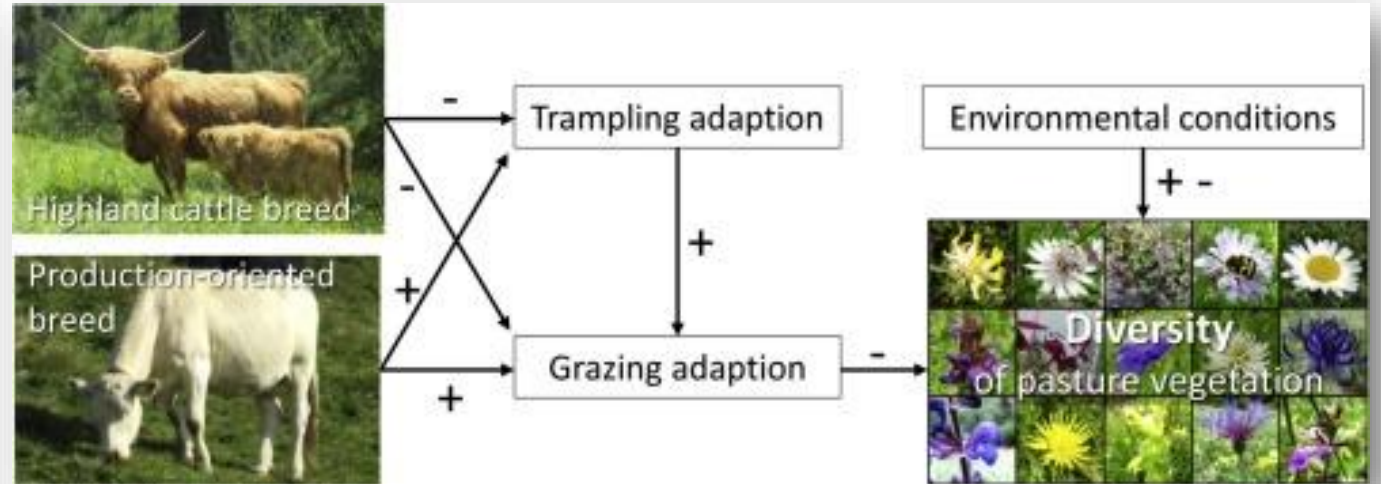 Highland cattle breed
-
Trampling adaption
Environmental conditions
-
+ -
+
+
Production-oriented
breed
+
Grazing adaption
-
Diversity
of pasture vegetation